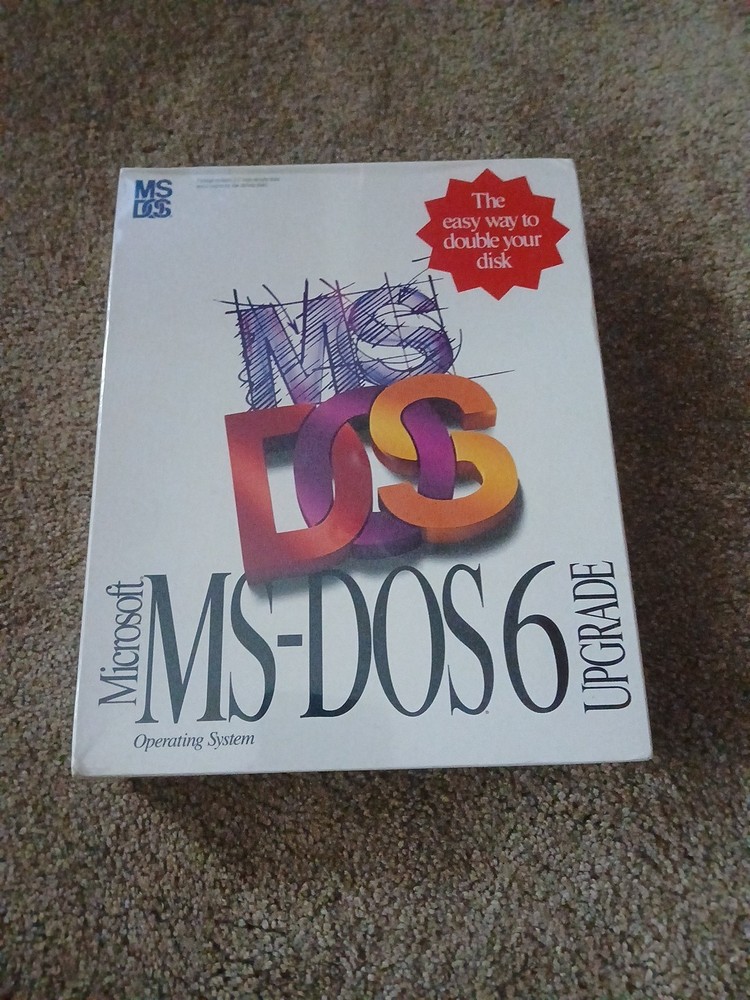 MS
DOS
The
easy way to
double your
disk
MS
DOS
Microsoft
MS-DOS 6
UPGRADE
Operating System